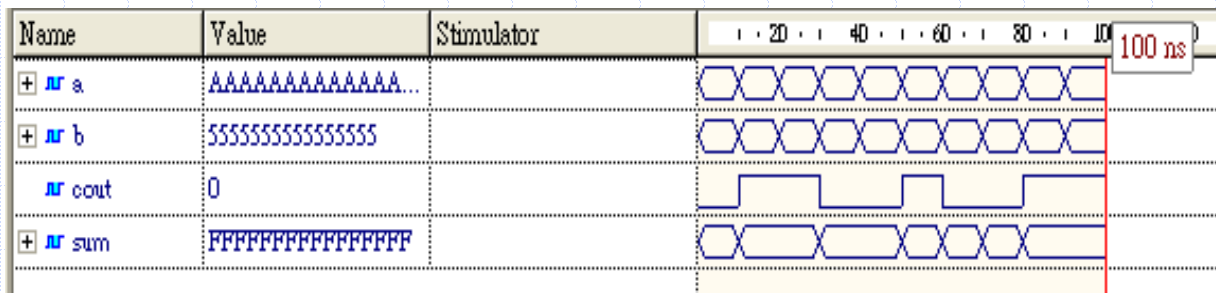 Name Value Stimulator 20 40 60 80 100 ns
a AAAAAAAAAAAAA...
b 5555555555555555
cout 0
sum FFFFFFFFFFFFFFFF